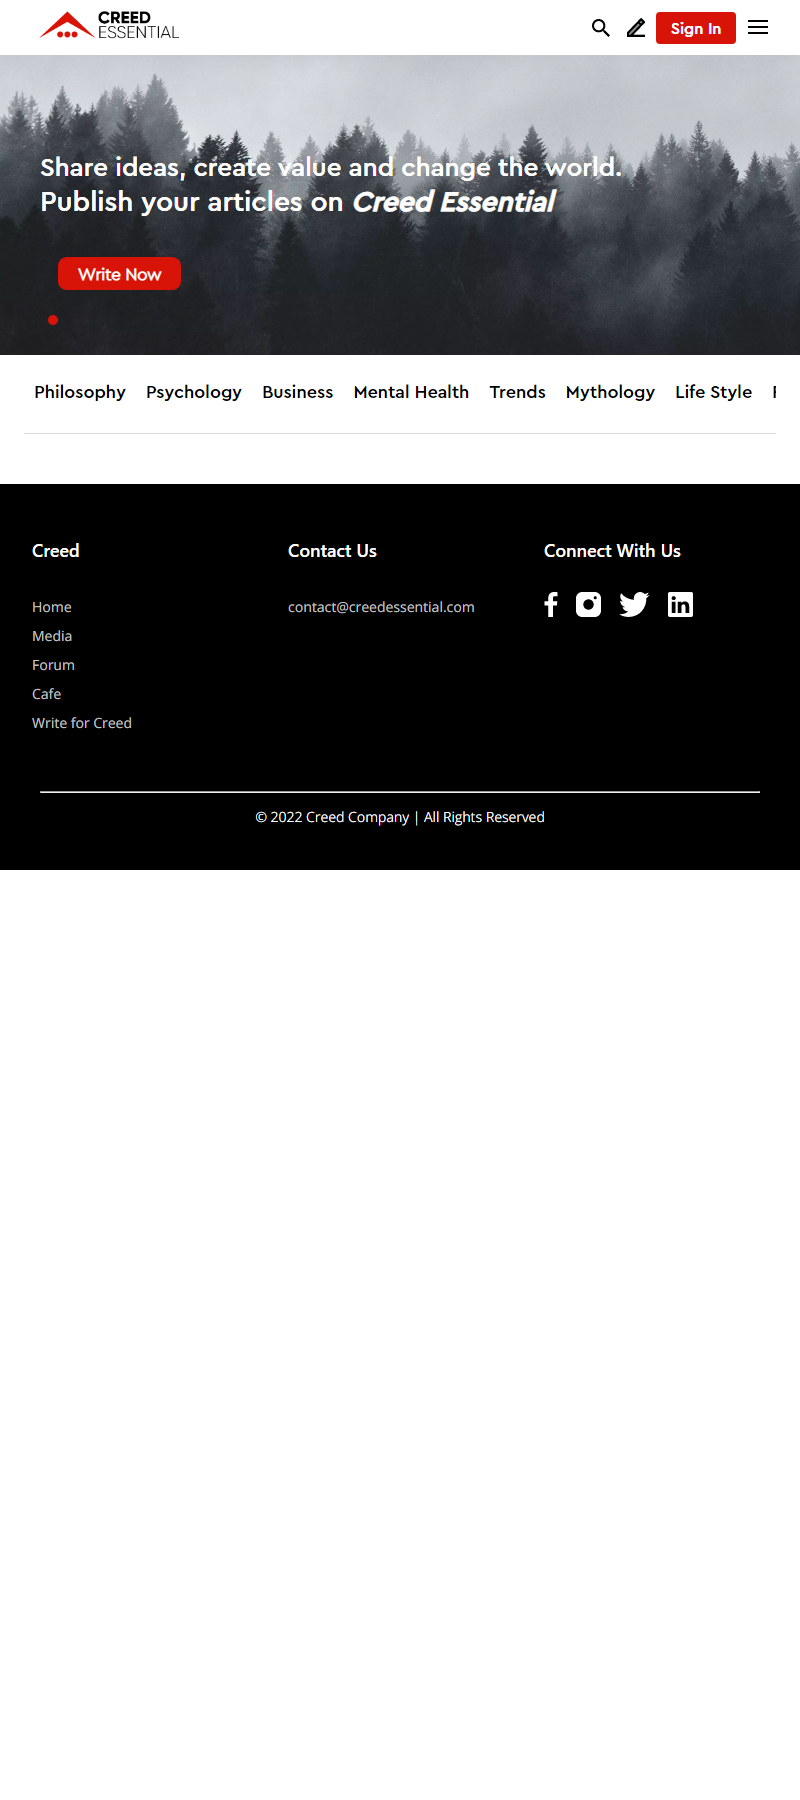 CREED
ESSENTIAL
Sign In
Share ideas, create value and change the world.
Publish your articles on Creed Essential
Write Now
Philosophy Psychology Business Mental Health Trends Mythology Life Style
Creed
Home
Media
Forum
Cafe
Write for Creed
Contact Us
contact@creedessential.com
Connect With Us
© 2022 Creed Company | All Rights Reserved